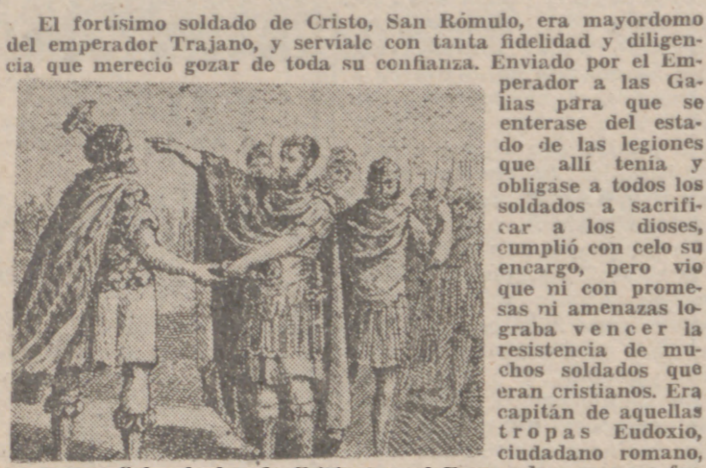 El fortísimo soldado de Cristo, San Rómulo, era mayordomo
del emperador Trajano, y servíale con tanta fidelidad y diligen-
cia que mereció gozar de toda su confianza. Enviado por el Em-
perador a las Ga-
lias para que se
enterase del esta-
do de las legiones
que allí tenía y
obligase a todos los
soldados a sacrifi-
car a los dioses,
cumplió con celo su
encargo, pero vio
que ni con prome-
sas ni amenazas lo-
graba vencer la
resistencia de mu-
chos soldados que
eran cristianos. Era
capitán de aquellas
tropas Eudoxio,
ciudadano romano,